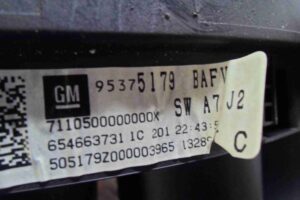 GM 95375179 BAFV
SW A7J2
7110500000000X
654663731 1C 201 22:43:5
505179Z000003965 1328
C